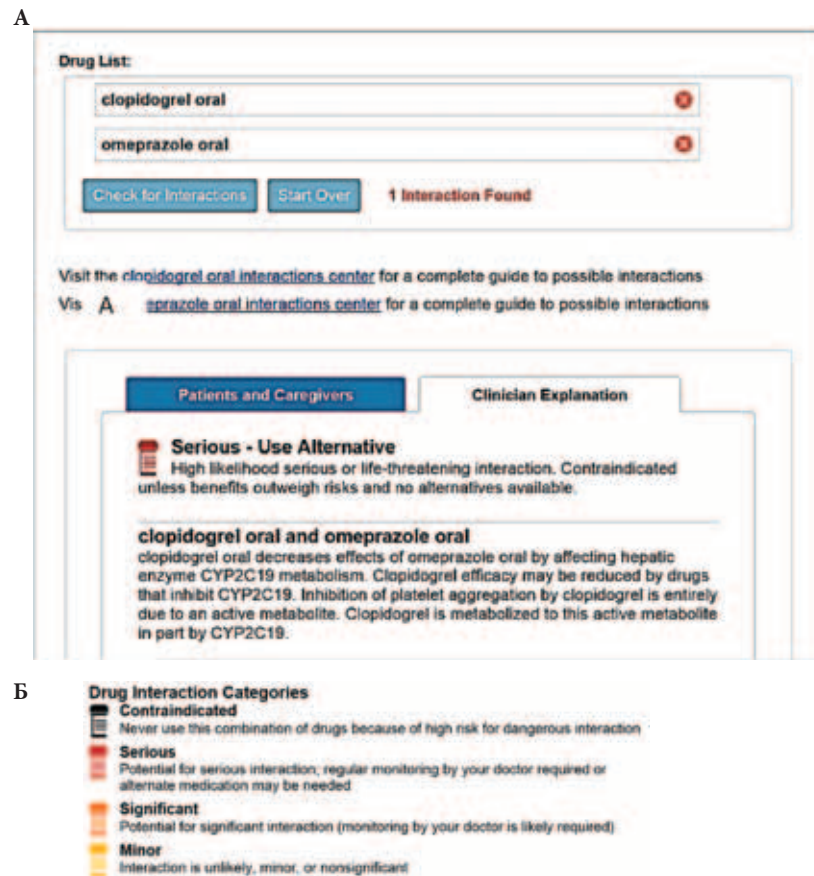 А
Drug List:
clopidogrel oral
omeprazole oral
Check for Interactions Start Over 1 Interaction Found
Visit the clopidogrel oral interactions center for a complete guide to possible interactions
Vis A eprazole oral interactions center for a complete guide to possible interactions
Patients and Caregivers Clinician Explanation
Serious - Use Alternative
High likelihood serious or life-threatening interaction. Contraindicated
unless benefits outweigh risks and no alternatives available.
clopidogrel oral and omeprazole oral
clopidogrel oral decreases effects of omeprazole oral by affecting hepatic
enzyme CYP2C19 metabolism. Clopidogrel efficacy may be reduced by drugs
that inhibit CYP2C19. Inhibition of platelet aggregation by clopidogrel is entirely
due to an active metabolite. Clopidogrel is metabolized to this active metabolite
in part by CYP2C19.
Б
Drug Interaction Categories
Contraindicated
Never use this combination of drugs because of high risk for dangerous interaction
Serious
Potential for serious interaction; regular monitoring by your doctor required or
alternate medication may be needed
Significant
Potential for significant interaction (monitoring by your doctor is likely required)
Minor
Interaction is unlikely, minor, or nonsignificant